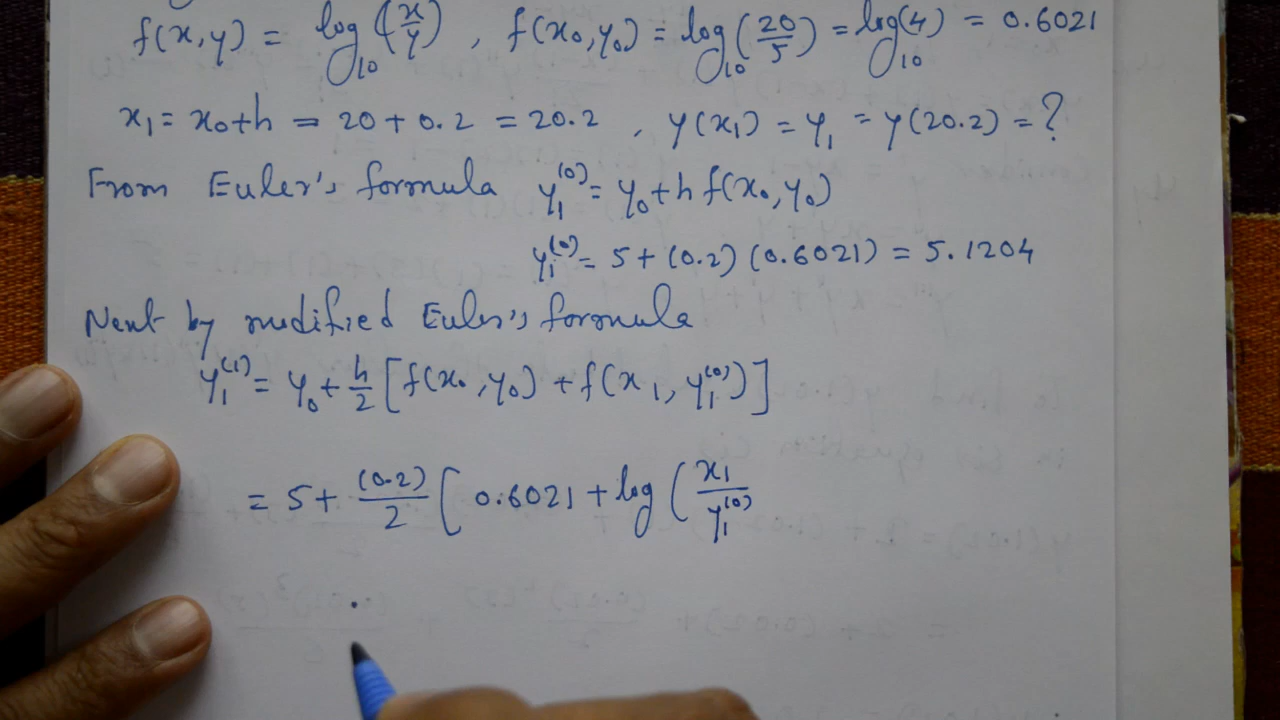 f(x,y) = log₁₀(x/y) , f(x₀,y₀) = log₁₀(20/5) = log₁₀(4) = 0.6021
x₁ = x₀+h = 20 + 0.2 = 20.2 , y(x₁) = y₁ = y(20.2) = ?
From Euler's formula y₁⁽⁰⁾ = y₀ + h f(x₀,y₀)
y₁⁽⁰⁾ = 5 + (0.2) (0.6021) = 5.1204
Next by modified Euler's formula
y₁⁽¹⁾ = y₀ + h/2 [f(x₀,y₀) + f(x₁,y₁⁽⁰⁾)]
= 5 + (0.2)/2 [0.6021 + log (x₁/y₁⁽⁰⁾